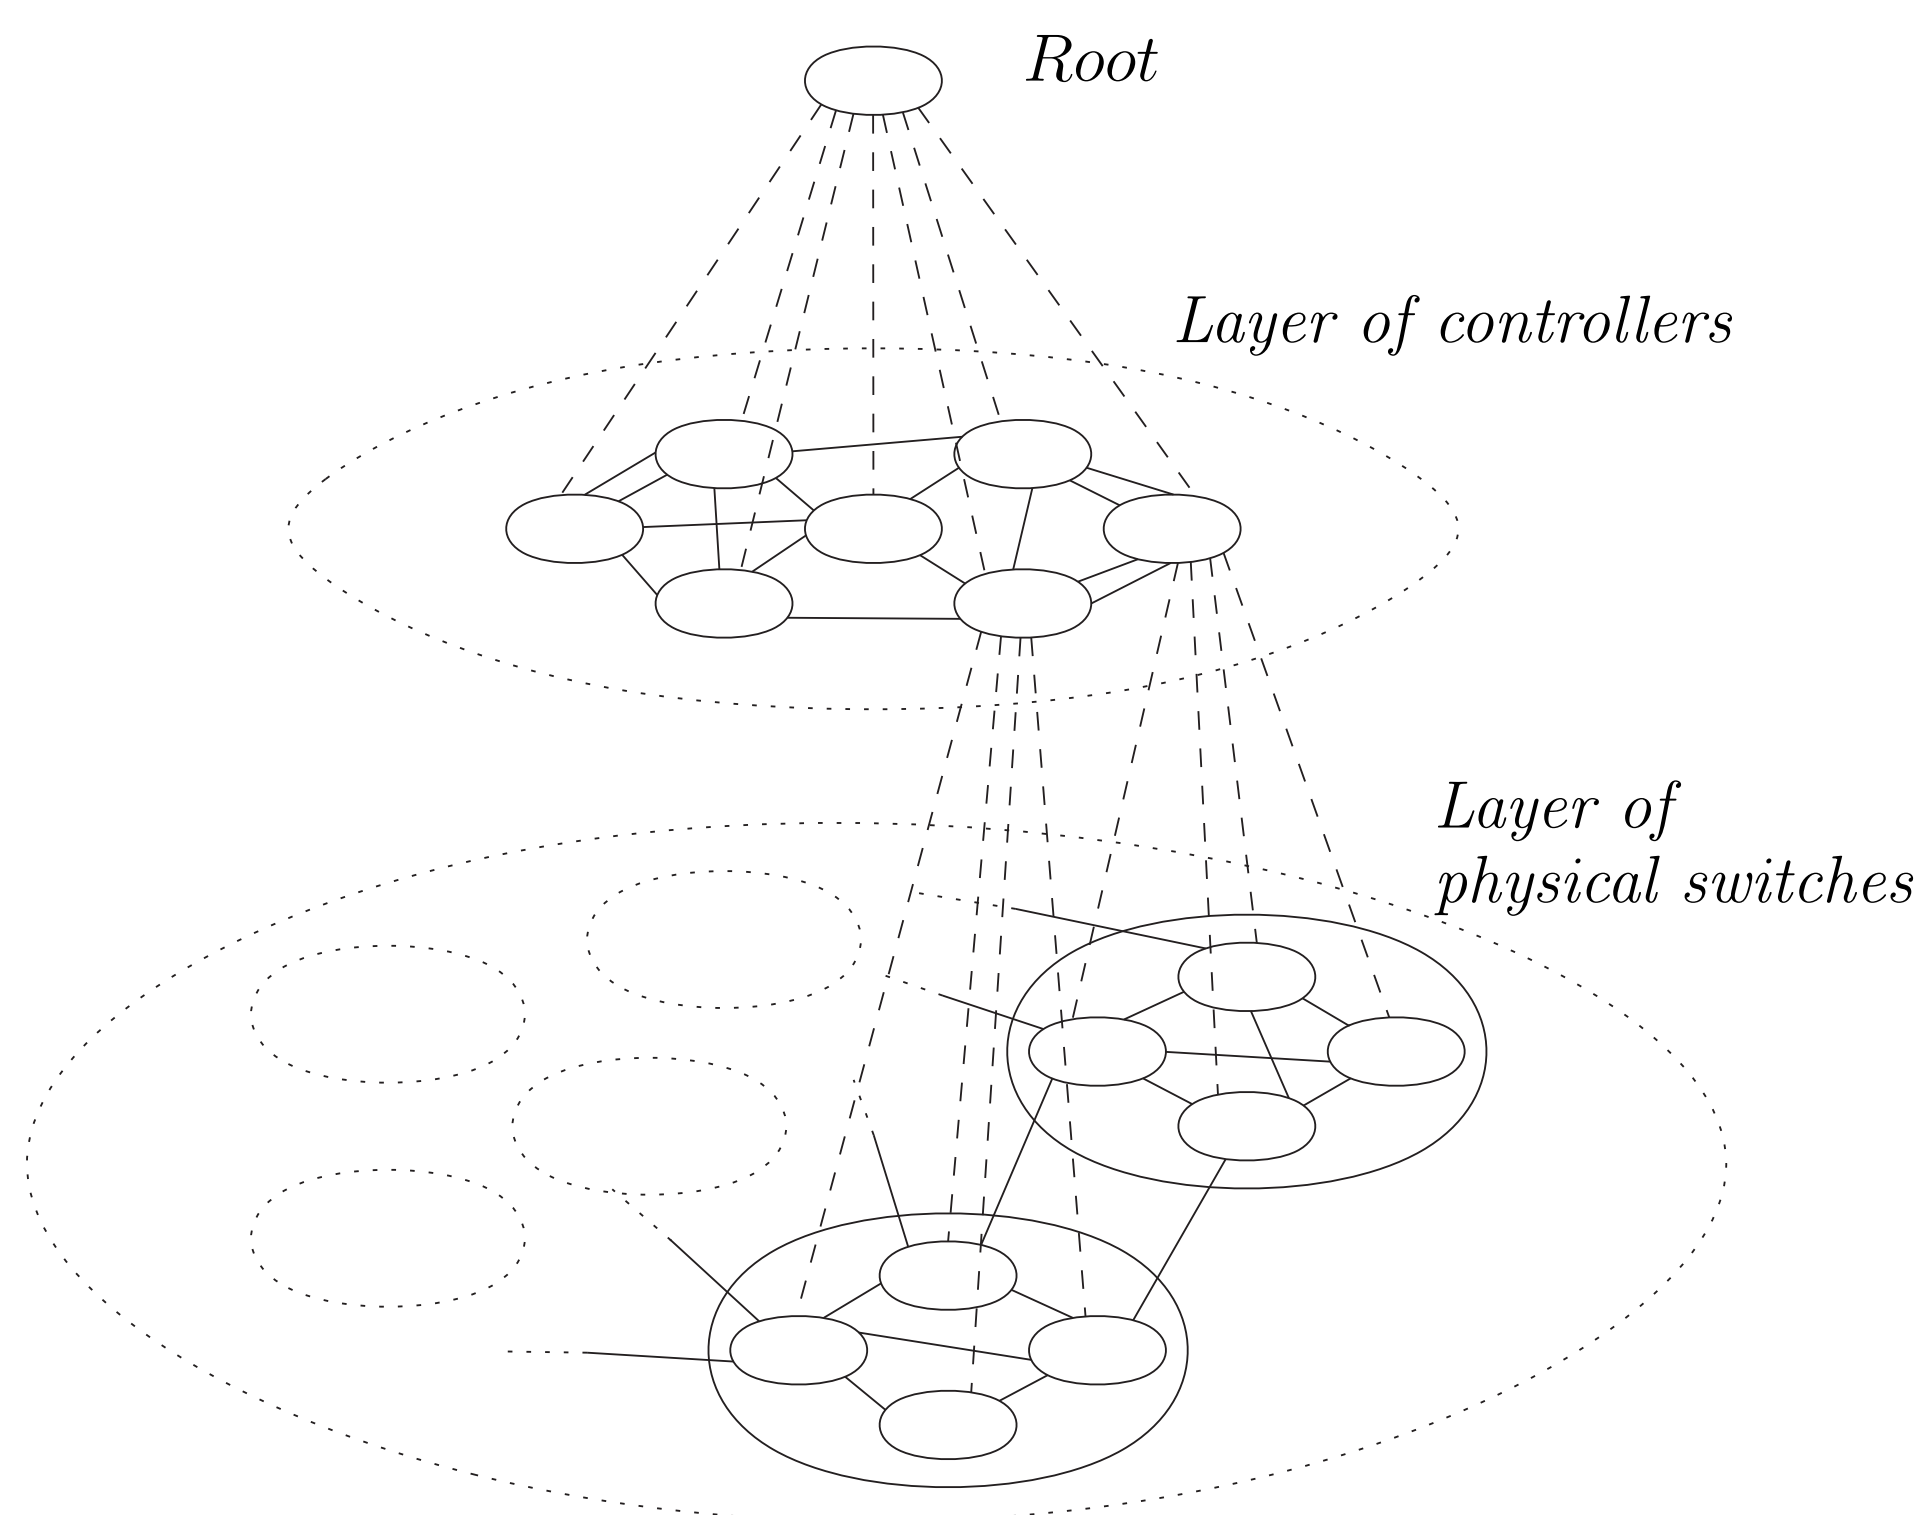 Root
Layer of controllers
Layer of
physical switches